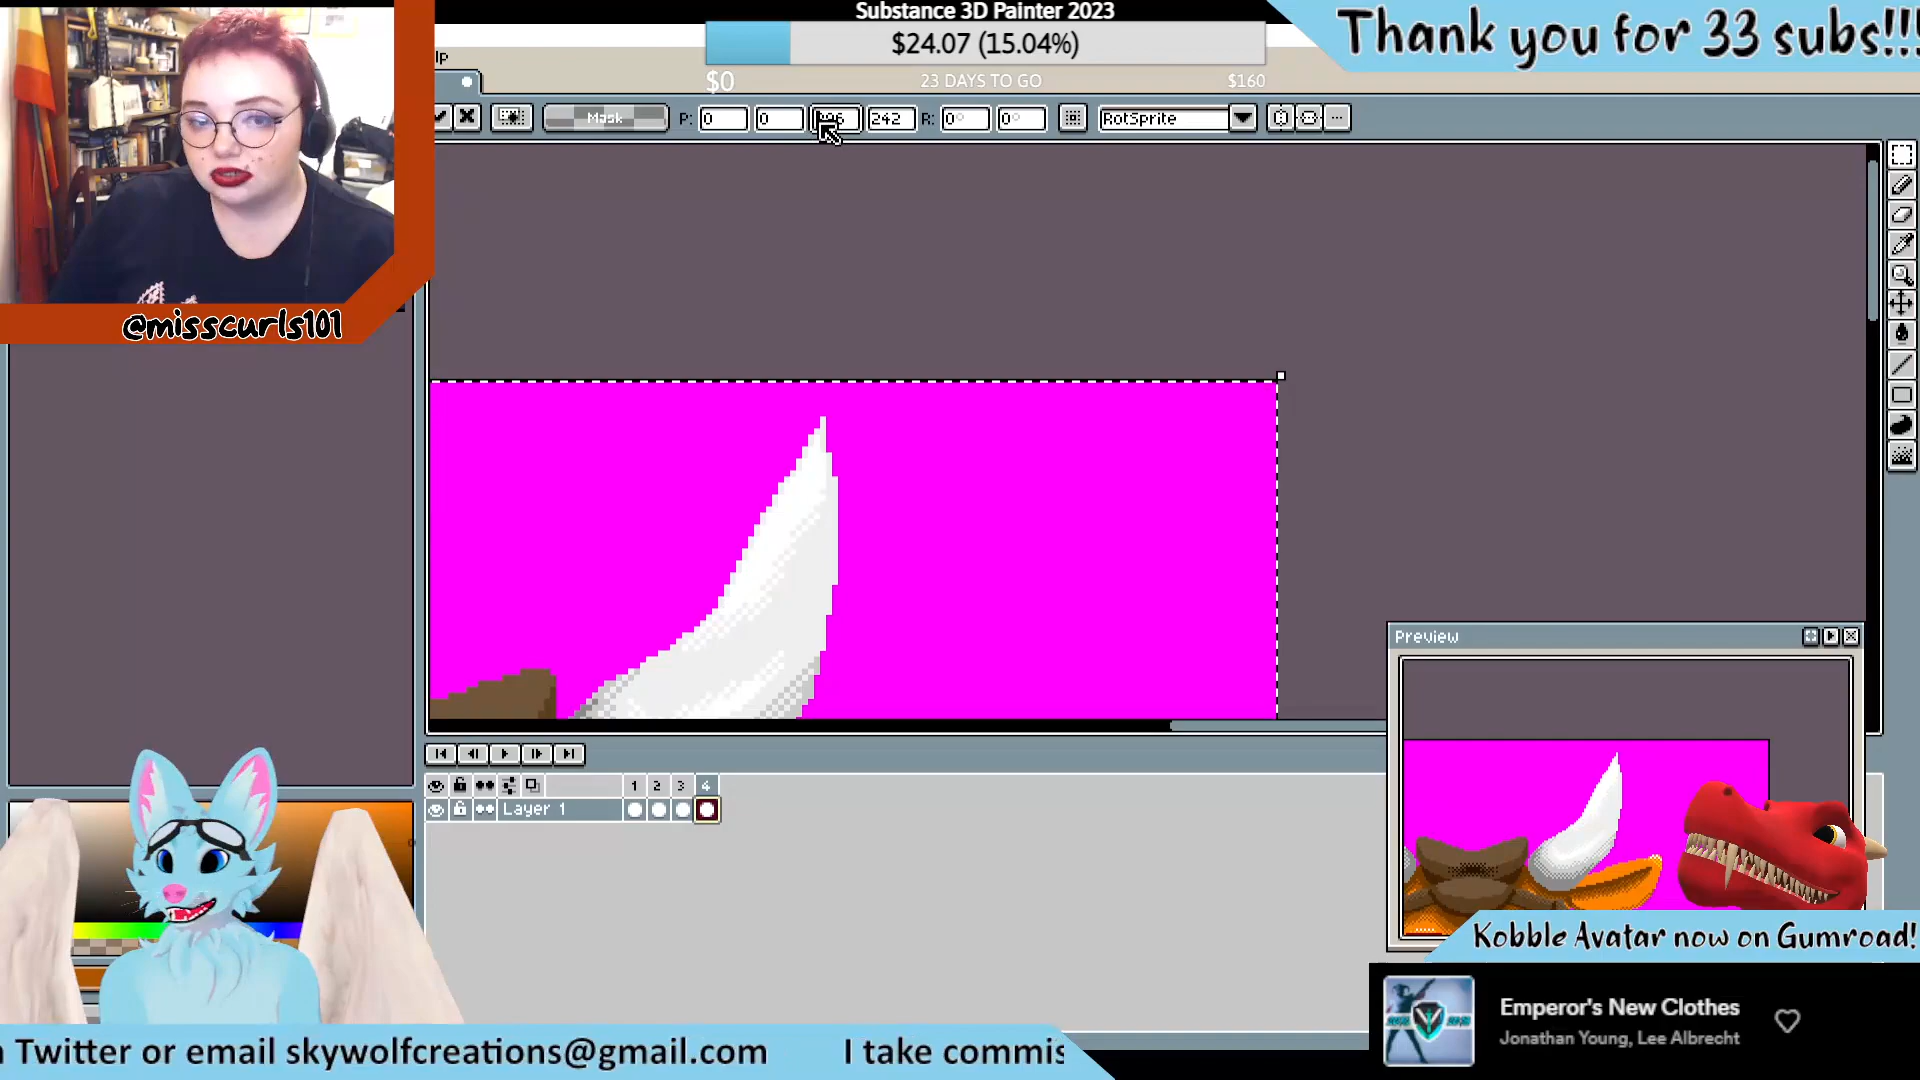 Substance 3D Painter 2023
$24.07 (15.04%)
$0
23 DAYS TO GO
$160
Thank you for 33 subs!!!
lp
Mask
P:
0
0
242
R:
0°
0°
RotSprite
@misscurls101
Preview
1 2 3 4
Layer 1
Kobble Avatar now on Gumroad!
Emperor's New Clothes
Jonathan Young, Lee Albrecht
Twitter or email skywolfcreations@gmail.com
I take commis